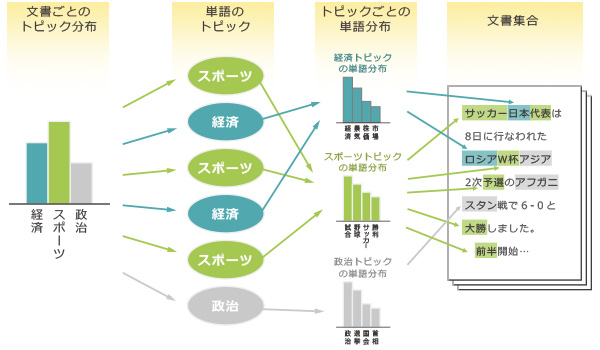 文書ごとの
トピック分布
単語の
トピック
トピックごとの
単語分布
文書集合
経済
スポーツ
政治
スポーツ
経済
スポーツ
経済
スポーツ
政治
経済トピック
の単語分布
経済
景気
株価
市場
スポーツトピック
の単語分布
試合
野球
サッカー
勝利
政治トピック
の単語分布
政治
選挙
国会
首相
サッカー日本代表は
8日に行なわれた
ロシアW杯アジア
2次予選のアフガニ
スタン戦で6-0と
大勝しました。
前半開始…